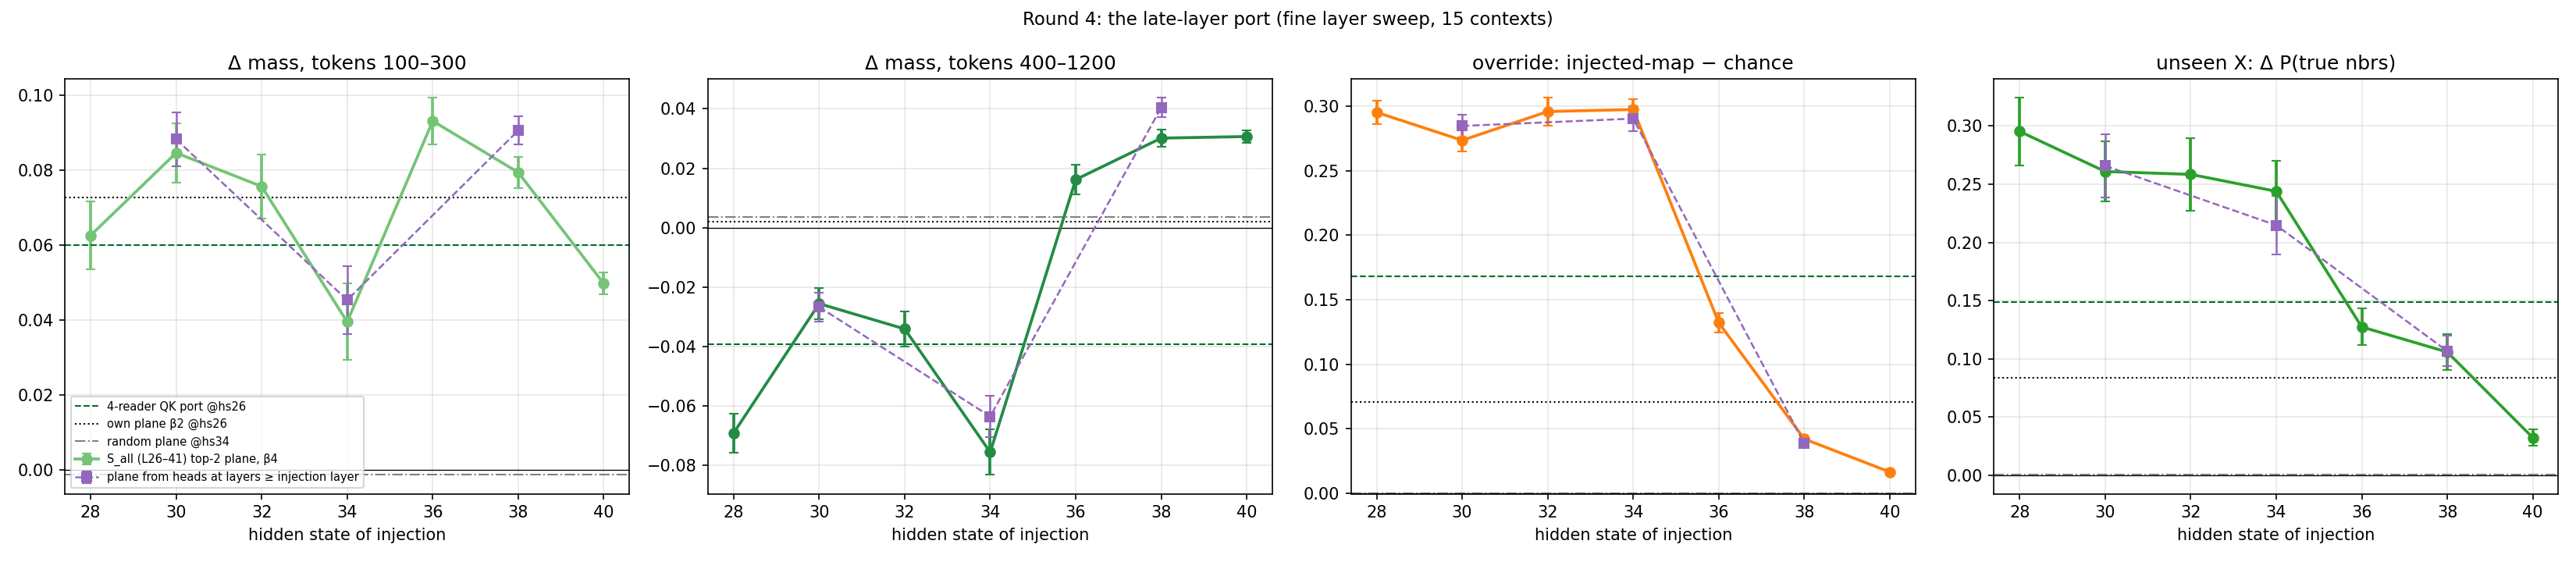 Round 4: the late-layer port (fine layer sweep, 15 contexts)
Δ mass, tokens 100–300
0.10
0.08
0.06
0.04
0.02
0.00
4-reader QK port @hs26
own plane β2 @hs26
random plane @hs34
S_all (L26–41) top-2 plane, β4
plane from heads at layers ≥ injection layer
28 30 32 34 36 38 40
hidden state of injection
Δ mass, tokens 400–1200
0.04
0.02
0.00
−0.02
−0.04
−0.06
−0.08
28 30 32 34 36 38 40
hidden state of injection
override: injected-map − chance
0.30
0.25
0.20
0.15
0.10
0.05
0.00
28 30 32 34 36 38 40
hidden state of injection
unseen X: Δ P(true nbrs)
0.30
0.25
0.20
0.15
0.10
0.05
0.00
28 30 32 34 36 38 40
hidden state of injection